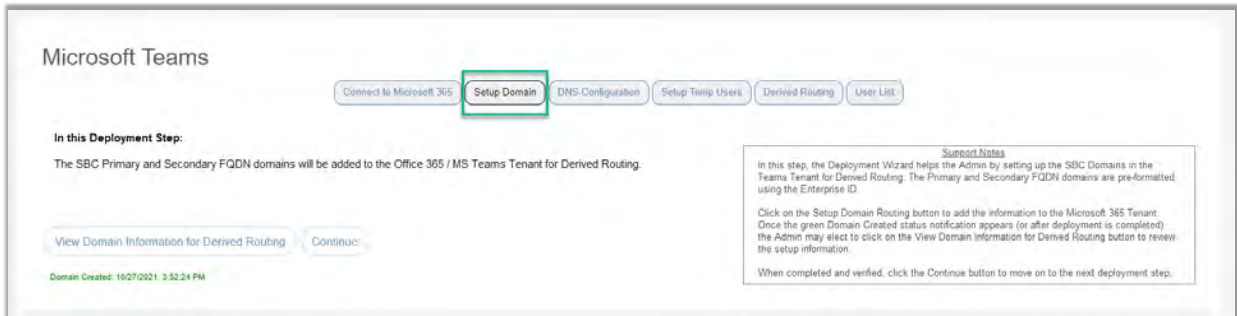 Microsoft Teams
Connect to Microsoft 365 Setup Domain DNS Configuration Setup Temp Users Derived Routing User List
In this Deployment Step:
The SBC Primary and Secondary FQDN domains will be added to the Office 365 / MS Teams Tenant for Derived Routing.
View Domain Information for Derived Routing Continue
Domain Created: 10/27/2021 3:52:24 PM
Support Notes
In this step, the Deployment Wizard helps the Admin by setting up the SBC Domains in the
Teams Tenant for Derived Routing. The Primary and Secondary FQDN domains are pre-formatted
using the Enterprise ID.
Click on the Setup Domain Routing button to add the information to the Microsoft 365 Tenant.
Once the green Domain Created status notification appears (or after deployment is completed)
the Admin may elect to click on the View Domain Information for Derived Routing button to review
the setup information.
When completed and verified, click the Continue button to move on to the next deployment step.